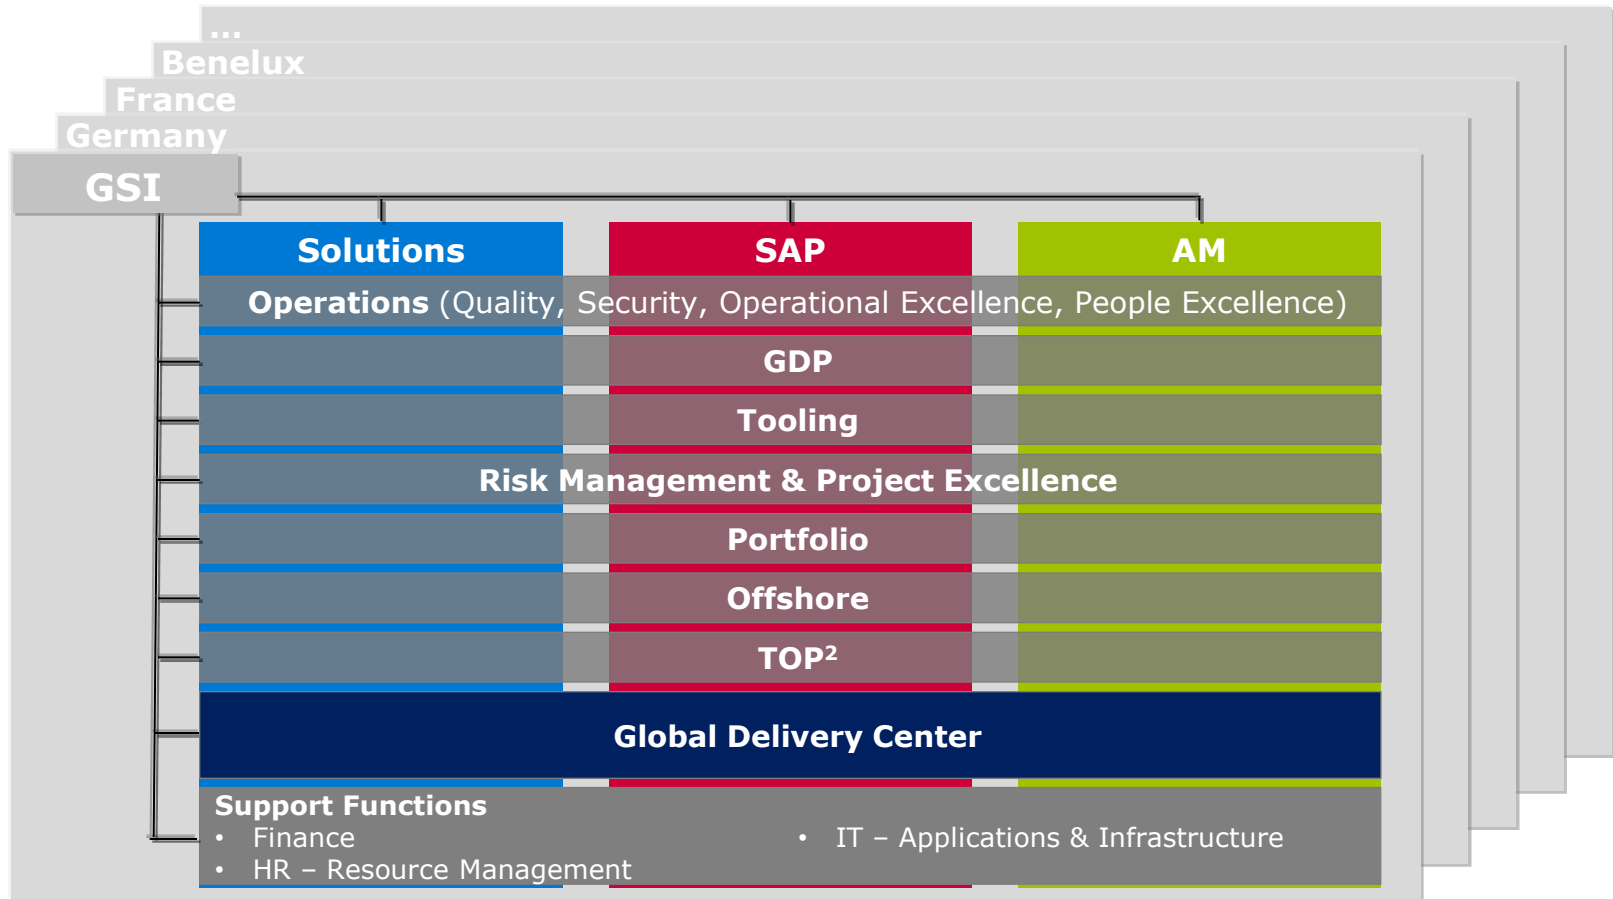 ...
Benelux
France
Germany
GSI
Solutions
SAP
AM
Operations (Quality, Security, Operational Excellence, People Excellence)
GDP
Tooling
Risk Management & Project Excellence
Portfolio
Offshore
TOP²
Global Delivery Center
Support Functions
• Finance
• IT – Applications & Infrastructure
• HR – Resource Management